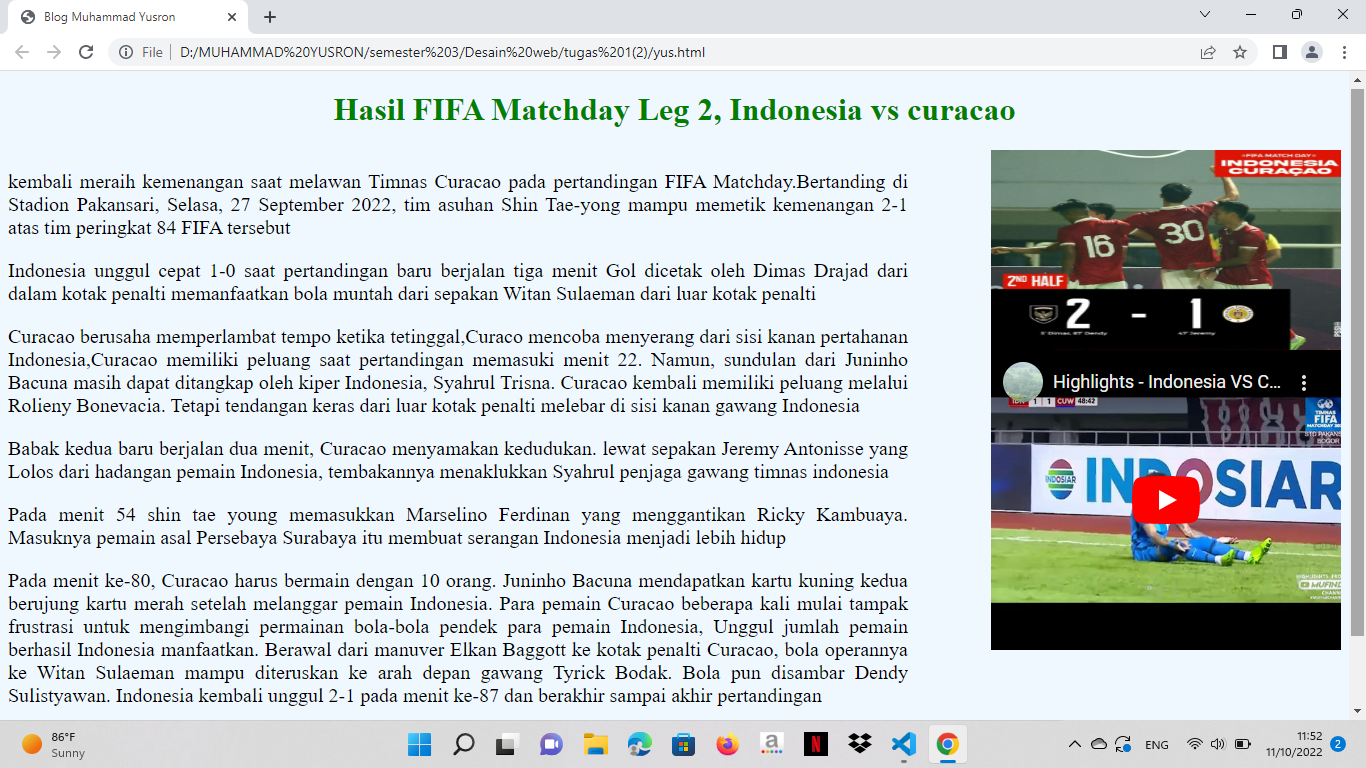 Blog Muhammad Yusron
File
D:/MUHAMMAD%20YUSRON/semester%203/Desain%20web/tugas%201(2)/yus.html
Hasil FIFA Matchday Leg 2, Indonesia vs curacao
kembali meraih kemenangan saat melawan Timnas Curacao pada pertandingan FIFA Matchday.Bertanding di
Stadion Pakansari, Selasa, 27 September 2022, tim asuhan Shin Tae-yong mampu memetik kemenangan 2-1
atas tim peringkat 84 FIFA tersebut
Indonesia unggul cepat 1-0 saat pertandingan baru berjalan tiga menit Gol dicetak oleh Dimas Drajad dari
dalam kotak penalti memanfaatkan bola muntah dari sepakan Witan Sulaeman dari luar kotak penalti
Curacao berusaha memperlambat tempo ketika tetinggal,Curaco mencoba menyerang dari sisi kanan pertahanan
Indonesia,Curacao memiliki peluang saat pertandingan memasuki menit 22. Namun, sundulan dari Juninho
Bacuna masih dapat ditangkap oleh kiper Indonesia, Syahrul Trisna. Curacao kembali memiliki peluang melalui
Rolieny Bonevacia. Tetapi tendangan keras dari luar kotak penalti melebar di sisi kanan gawang Indonesia
Babak kedua baru berjalan dua menit, Curacao menyamakan kedudukan. lewat sepakan Jeremy Antonisse yang
Lolos dari hadangan pemain Indonesia, tembakannya menaklukkan Syahrul penjaga gawang timnas indonesia
Pada menit 54 shin tae young memasukkan Marselino Ferdinan yang menggantikan Ricky Kambuaya.
Masuknya pemain asal Persebaya Surabaya itu membuat serangan Indonesia menjadi lebih hidup
Pada menit ke-80, Curacao harus bermain dengan 10 orang. Juninho Bacuna mendapatkan kartu kuning kedua
berujung kartu merah setelah melanggar pemain Indonesia. Para pemain Curacao beberapa kali mulai tampak
frustrasi untuk mengimbangi permainan bola-bola pendek para pemain Indonesia, Unggul jumlah pemain
berhasil Indonesia manfaatkan. Berawal dari manuver Elkan Baggott ke kotak penalti Curacao, bola operannya
ke Witan Sulaeman mampu diteruskan ke arah depan gawang Tyrick Bodak. Bola pun disambar Dendy
Sulistyawan. Indonesia kembali unggul 2-1 pada menit ke-87 dan berakhir sampai akhir pertandingan
FIFA MATCH DAY
INDONESIA
CURAÇAO
16
30
2ND HALF
2 - 1
5' Dimas, 87' Dendy
47' Jeremy
Highlights - Indonesia VS C...
1 1 CUW 48:42
TIMNAS
FIFA
MATCHDAY
BOGOR
INDOSIAR
INDOSIAR
86°F
Sunny
a
N
ENG
11:52
11/10/2022
2